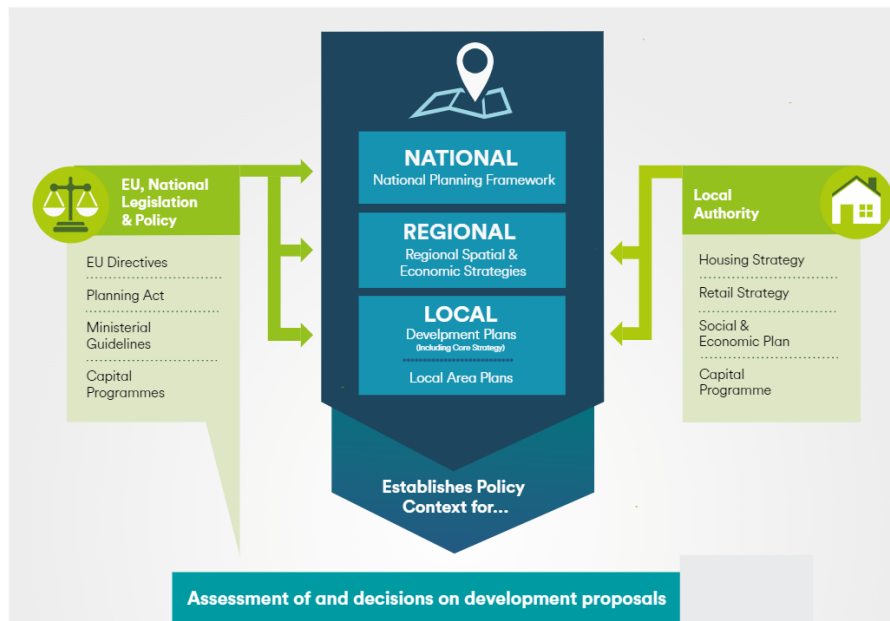 NATIONAL
National Planning Framework
EU, National
Legislation
& Policy
EU Directives
Planning Act
Ministerial
Guidelines
Capital
Programmes
REGIONAL
Regional Spatial &
Economic Strategies
LOCAL
Develpment Plans
(Including Core Strategy)
Local Area Plans
Local
Authority
Housing Strategy
Retail Strategy
Social &
Economic Plan
Capital
Programme
Establishes Policy
Context for...
Assessment of and decisions on development proposals